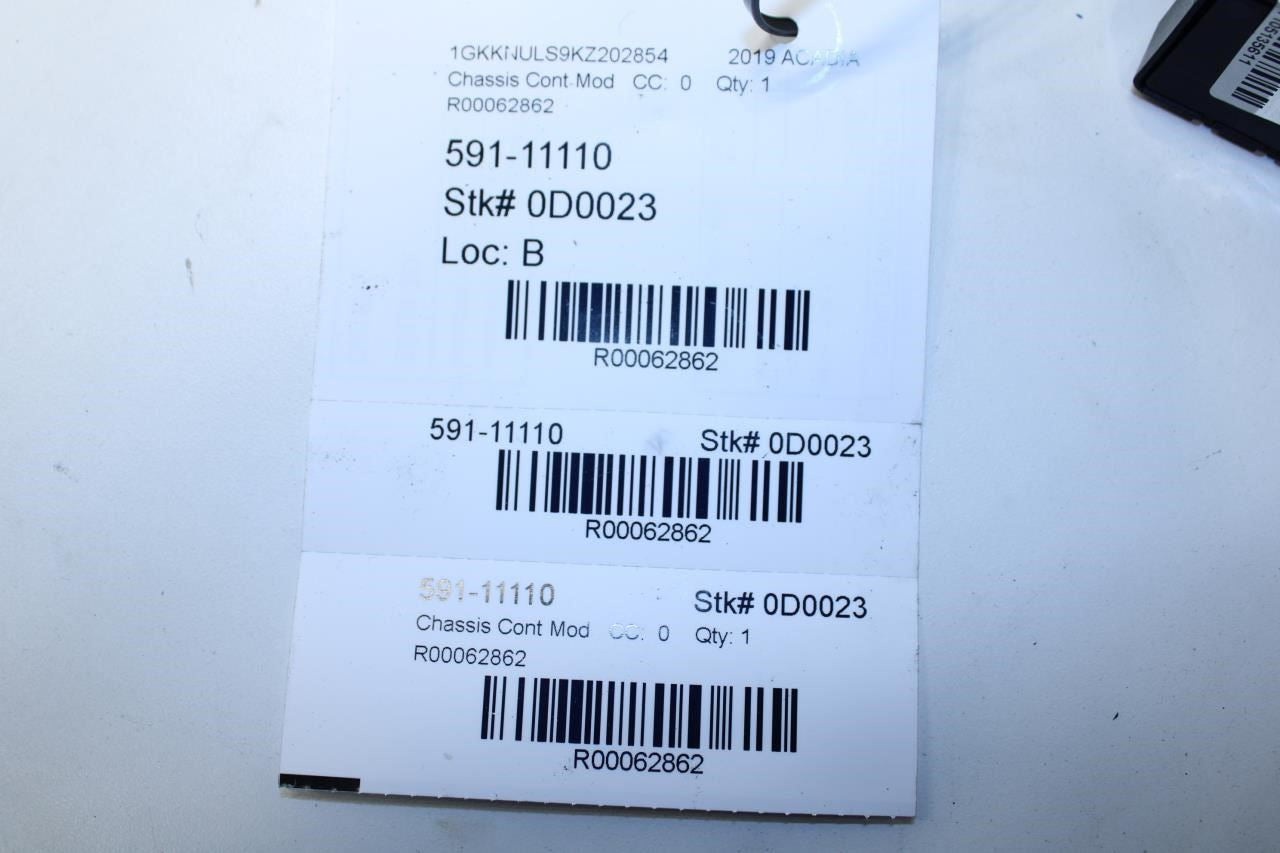 1GKKNULS9KZ202854 2019 ACADIA
Chassis Cont Mod CC: 0 Qty: 1
R00062862
591-11110
Stk# 0D0023
Loc: B
R00062862
591-11110 Stk# 0D0023
R00062862
591-11110 Stk# 0D0023
Chassis Cont Mod CC: 0 Qty: 1
R00062862
R00062862